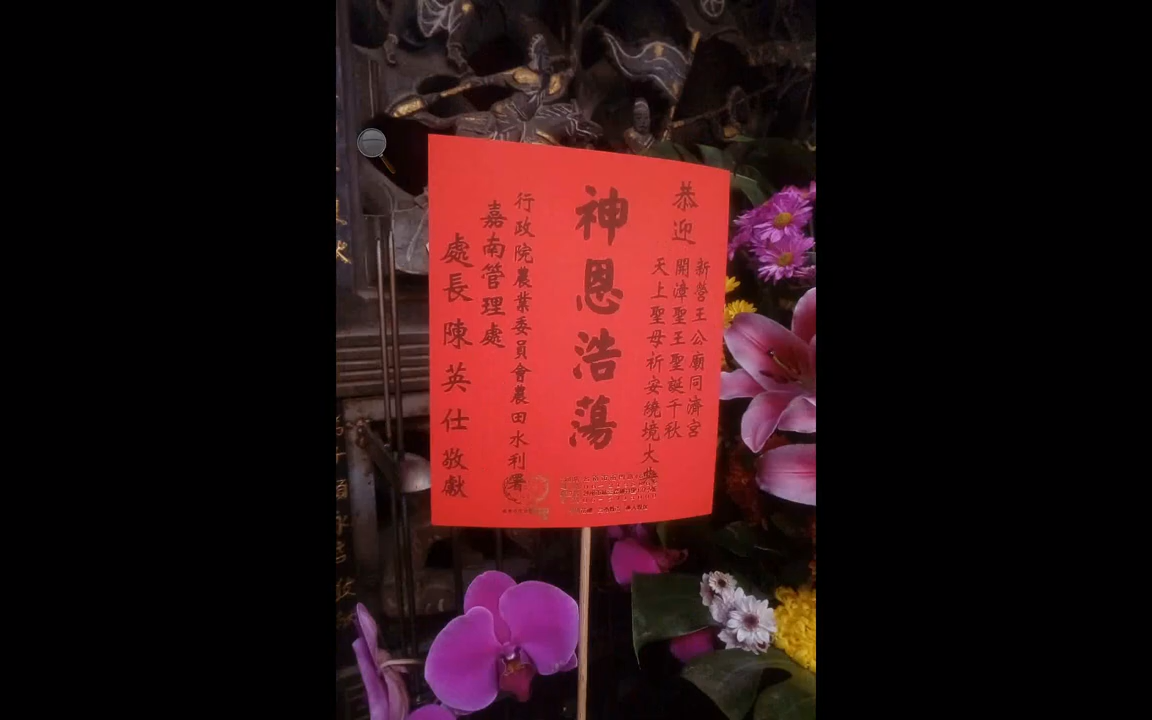 恭迎
新營王公廟同濟宮
開漳聖王聖誕千秋
天上聖母祈安繞境大典
神恩浩蕩
行政院農業委員會農田水利署
嘉南管理處
處長陳英仕敬獻